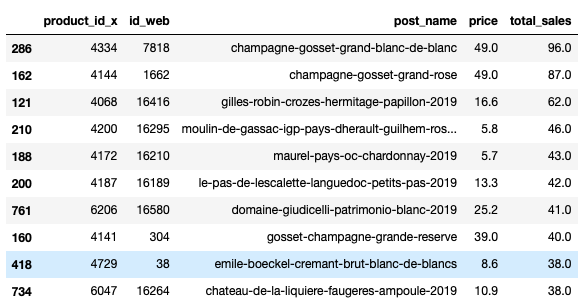 product_id_x id_web post_name price total_sales
286 4334 7818 champagne-gosset-grand-blanc-de-blanc 49.0 96.0
162 4144 1662 champagne-gosset-grand-rose 49.0 87.0
121 4068 16416 gilles-robin-crozes-hermitage-papillon-2019 16.6 62.0
210 4200 16295 moulin-de-gassac-igp-pays-dherault-guilhem-ros... 5.8 46.0
188 4172 16210 maurel-pays-oc-chardonnay-2019 5.7 43.0
200 4187 16189 le-pas-de-lescalette-languedoc-petits-pas-2019 13.3 42.0
761 6206 16580 domaine-giudicelli-patrimonio-blanc-2019 25.2 41.0
160 4141 304 gosset-champagne-grande-reserve 39.0 40.0
418 4729 38 emile-boeckel-cremant-brut-blanc-de-blancs 8.6 38.0
734 6047 16264 chateau-de-la-liquiere-faugeres-ampoule-2019 10.9 38.0